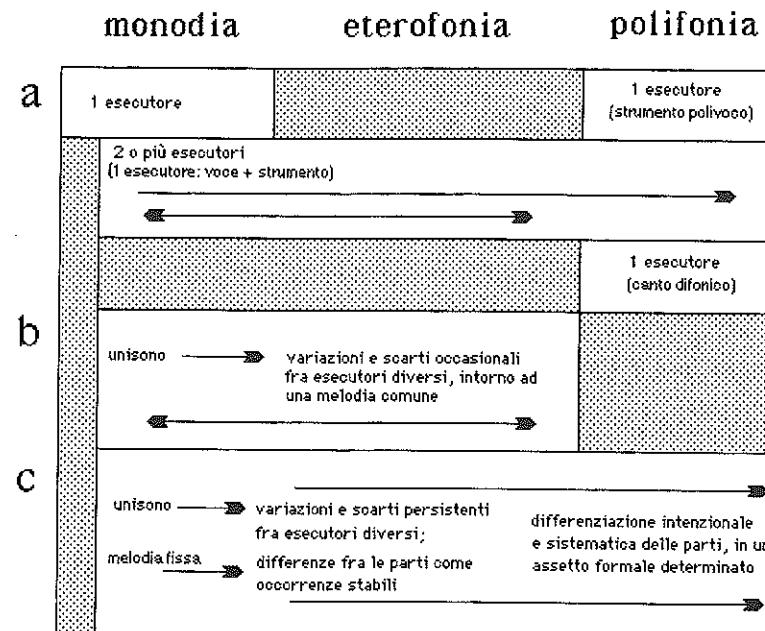 monodia eterofonia polifonia
a
1 esecutore
1 esecutore
(strumento polivoco)
2 o più esecutori
(1 esecutore: voce + strumento)
1 esecutore
(canto difonico)
b
unisono
variazioni e scarti occasionali
fra esecutori diversi, intorno ad
una melodia comune
c
unisono
variazioni e scarti persistenti
fra esecutori diversi;
melodia fissa
differenze fra le parti come
occorrenze stabili
differenziazione intenzionale
e sistematica delle parti, in u
assetto formale determinato